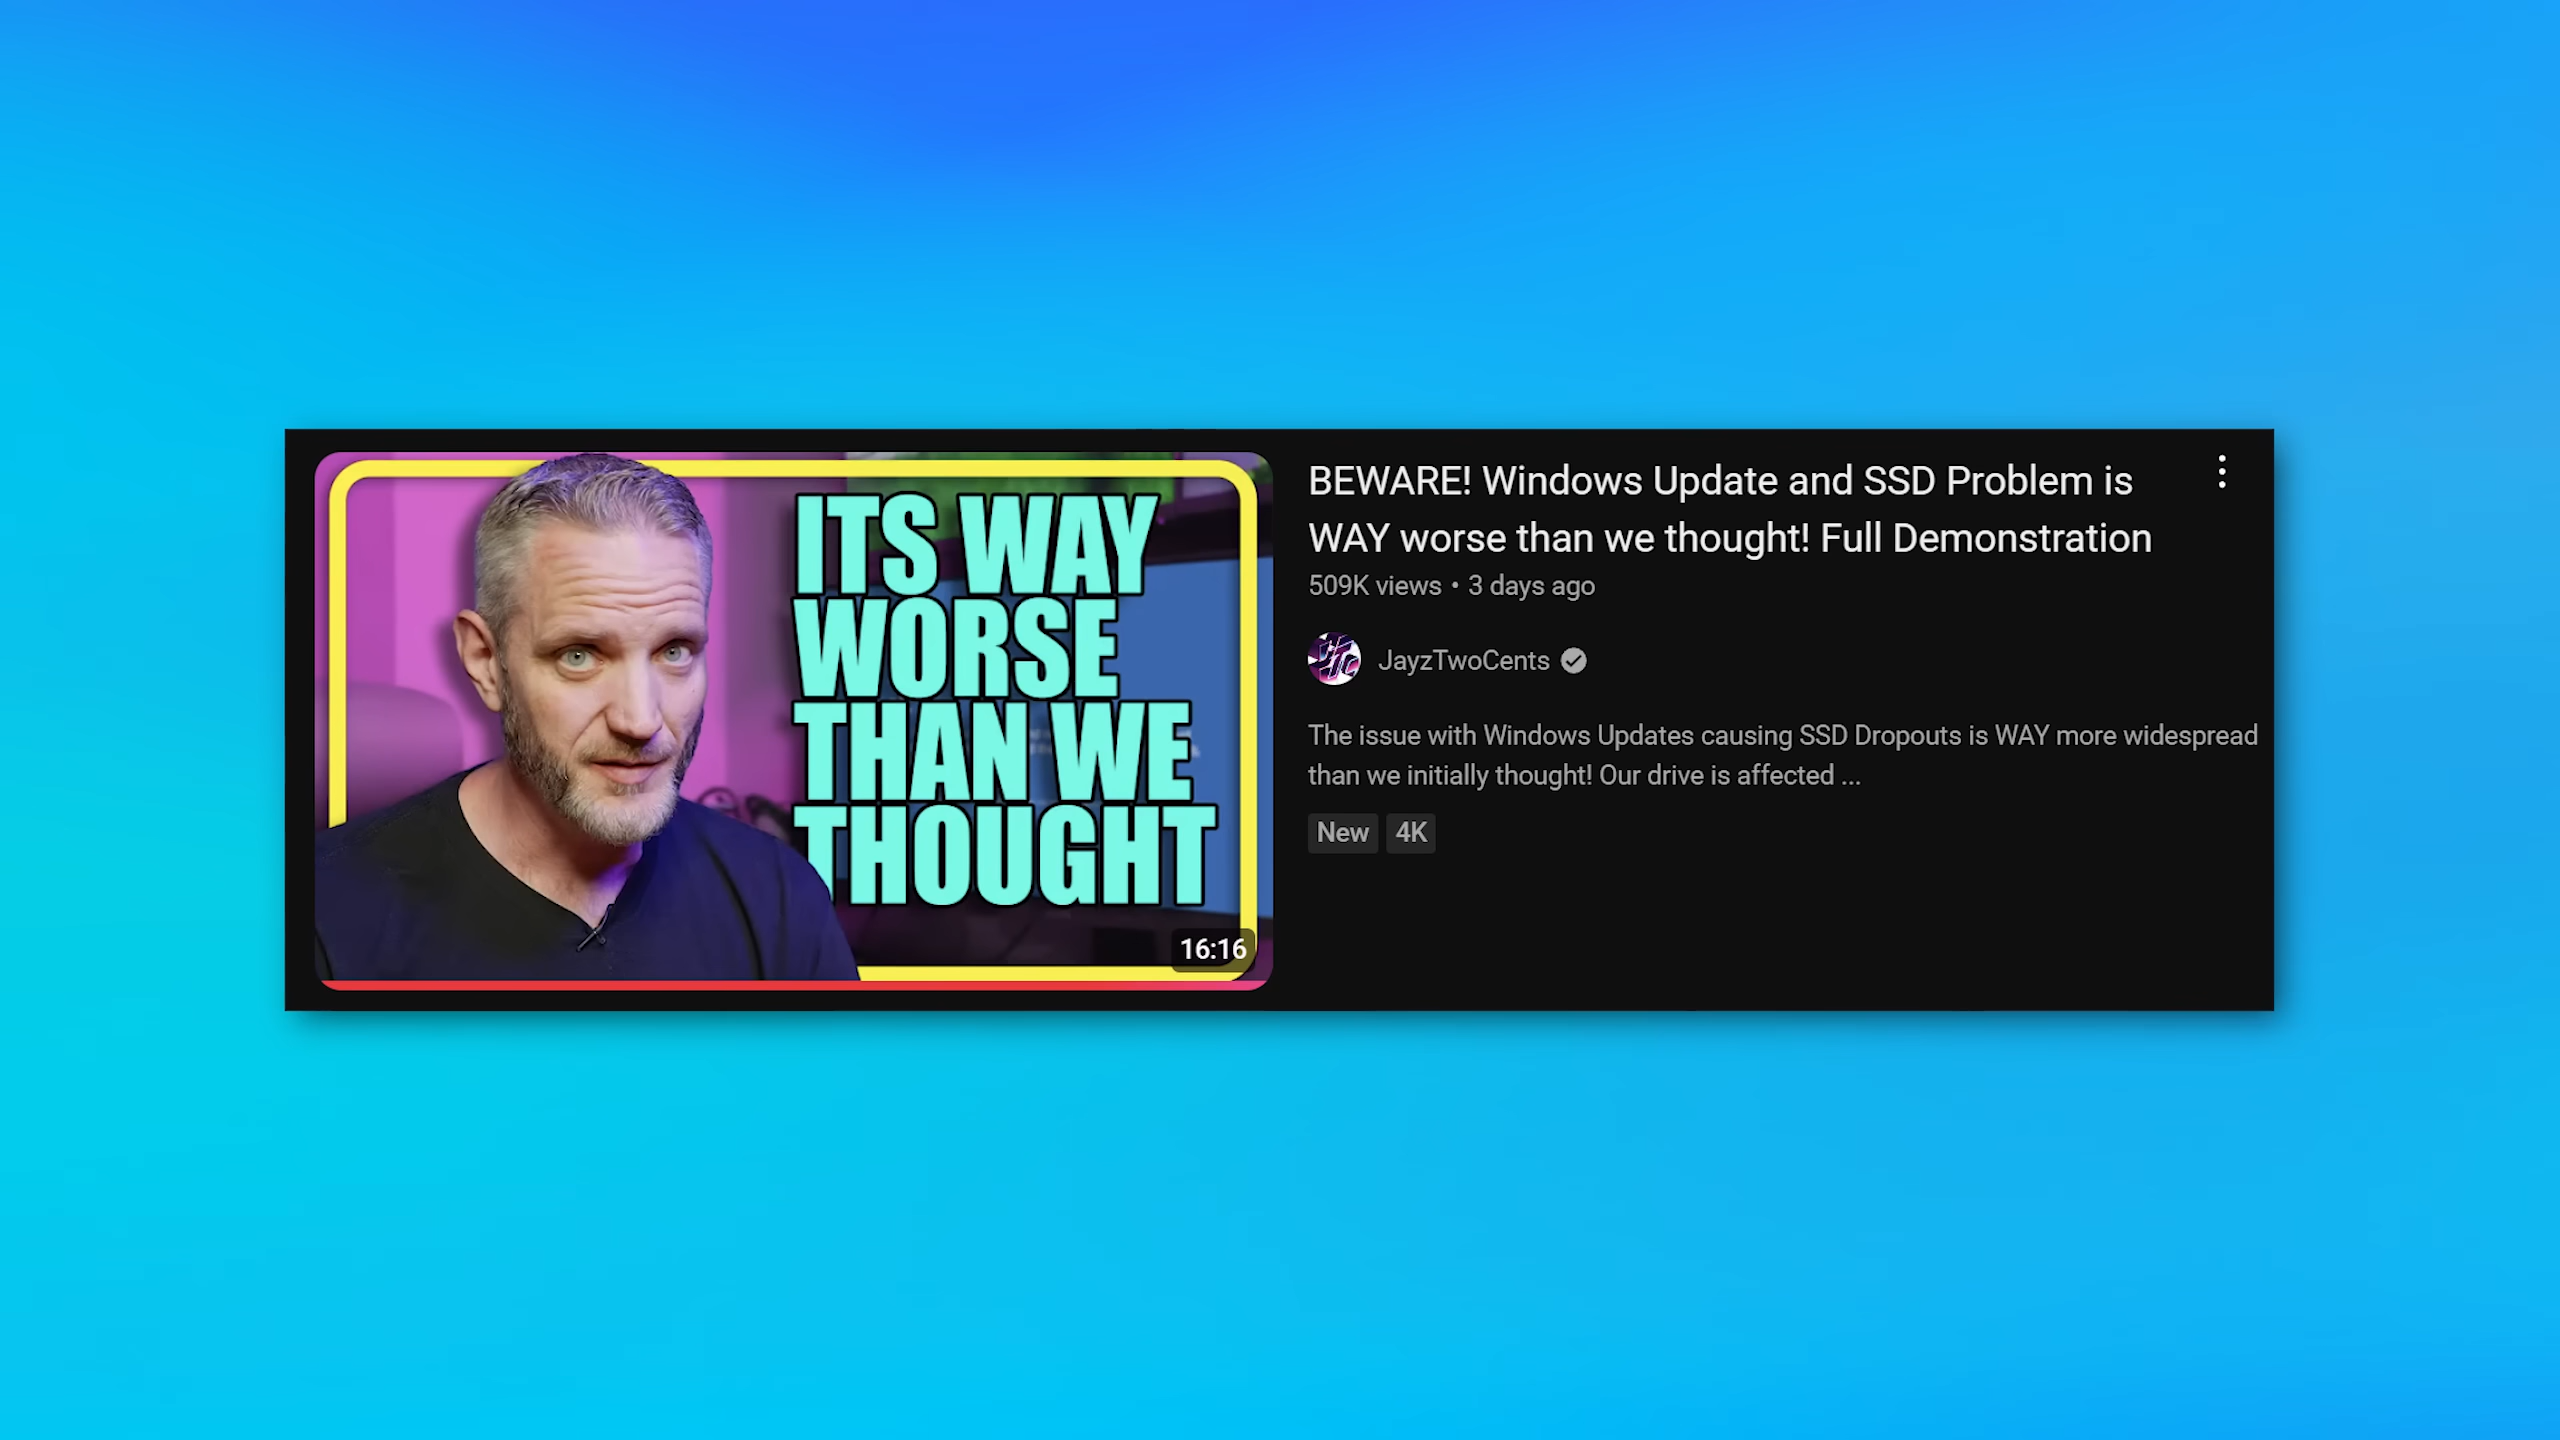 ITS WAY
WORSE
THAN WE
THOUGHT
16:16
BEWARE! Windows Update and SSD Problem is
WAY worse than we thought! Full Demonstration
509K views • 3 days ago
JayzTwoCents
The issue with Windows Updates causing SSD Dropouts is WAY more widespread
than we initially thought! Our drive is affected ...
New 4K